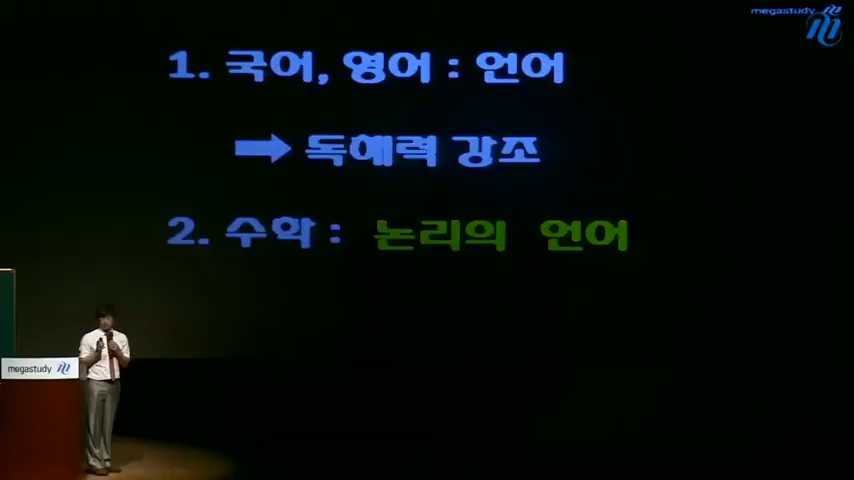 megastudy
1. 국어, 영어 : 언어
➡ 독해력 강조
2. 수학 : 논리의 언어
megastudy